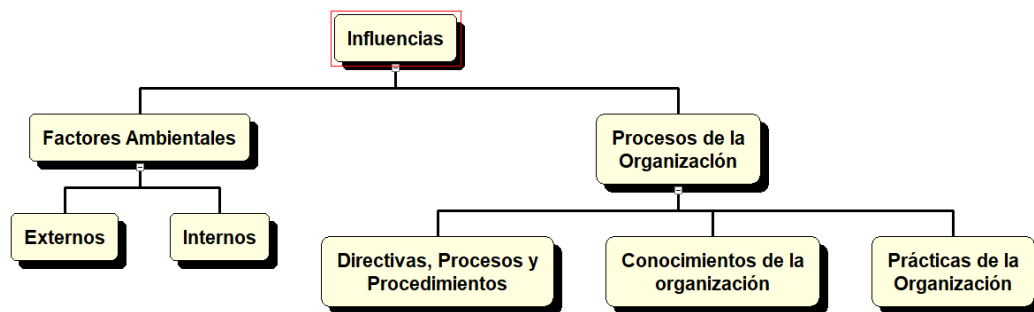 Influencias
Factores Ambientales
Procesos de la
Organización
Externos
Internos
Directivas, Procesos y
Procedimientos
Conocimientos de la
organización
Prácticas de la
Organización